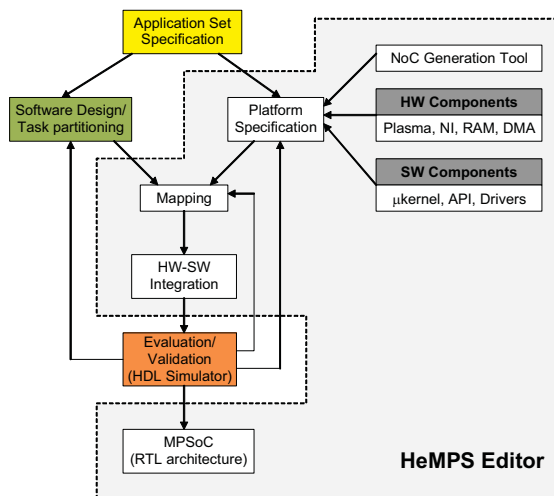 Application Set
Specification
NoC Generation Tool
HW Components
Plasma, NI, RAM, DMA
SW Components
μkernel, API, Drivers
Software Design/
Task partitioning
Platform
Specification
Mapping
HW-SW
Integration
Evaluation/
Validation
(HDL Simulator)
MPSoC
(RTL architecture)
HeMPS Editor